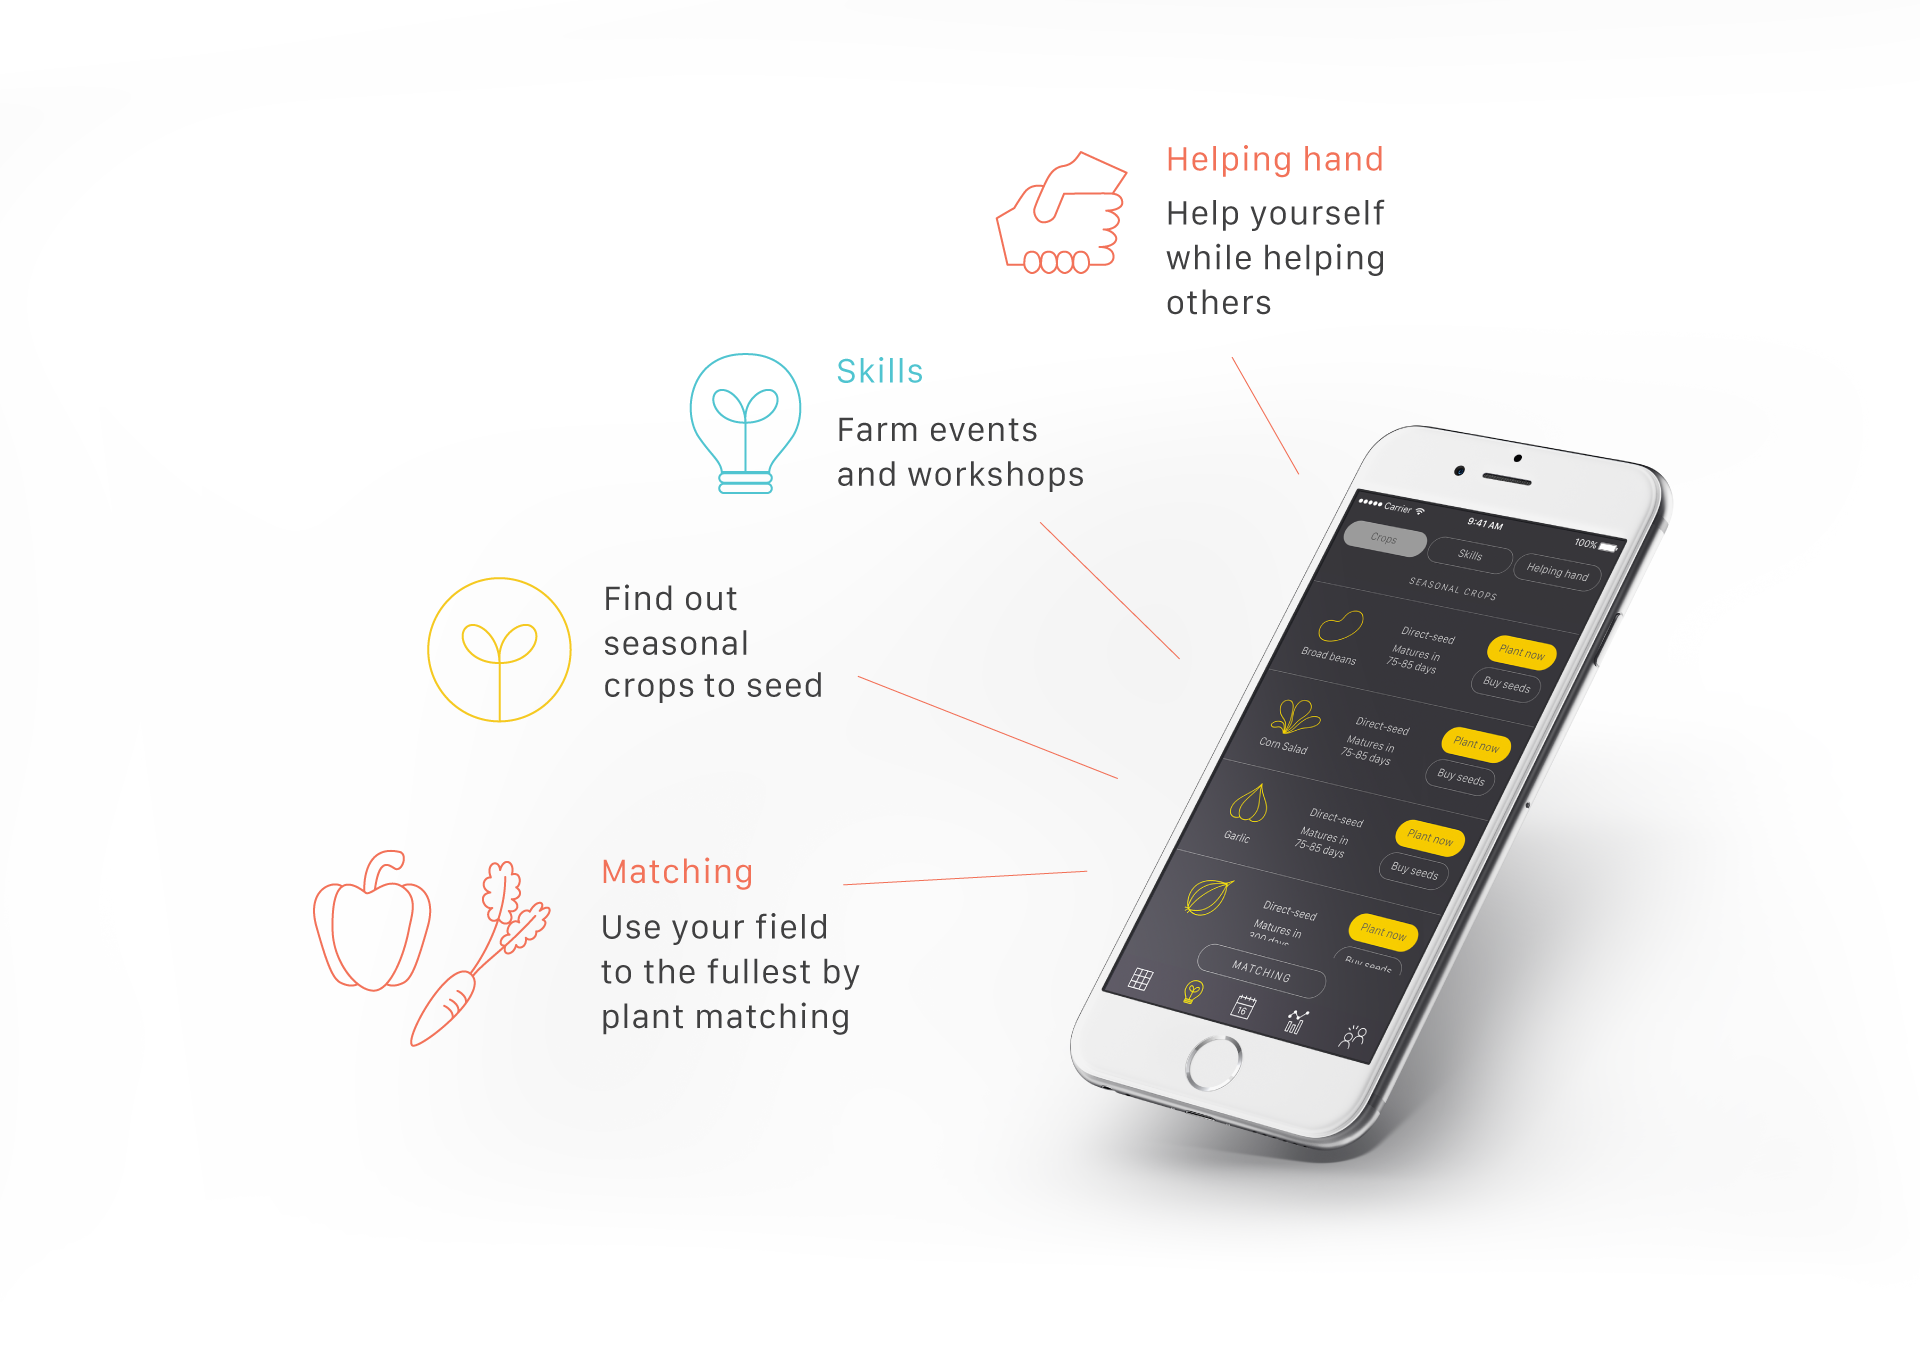 Helping hand
Help yourself
while helping
others
Skills
Farm events
and workshops
Find out
seasonal
crops to seed
Matching
Use your field
to the fullest by
plant matching
Carrier
9:41 AM
100%
Crops
Skills
Helping hand
SEASONAL CROPS
Broad beans
Direct-seed
Matures in
75-85 days
Plant now
Buy seeds
Corn Salad
Direct-seed
Matures in
75-85 days
Plant now
Buy seeds
Garlic
Direct-seed
Matures in
75-85 days
Plant now
Buy seeds
Direct-seed
Matures in
Plant now
Buy seeds
MATCHING
16